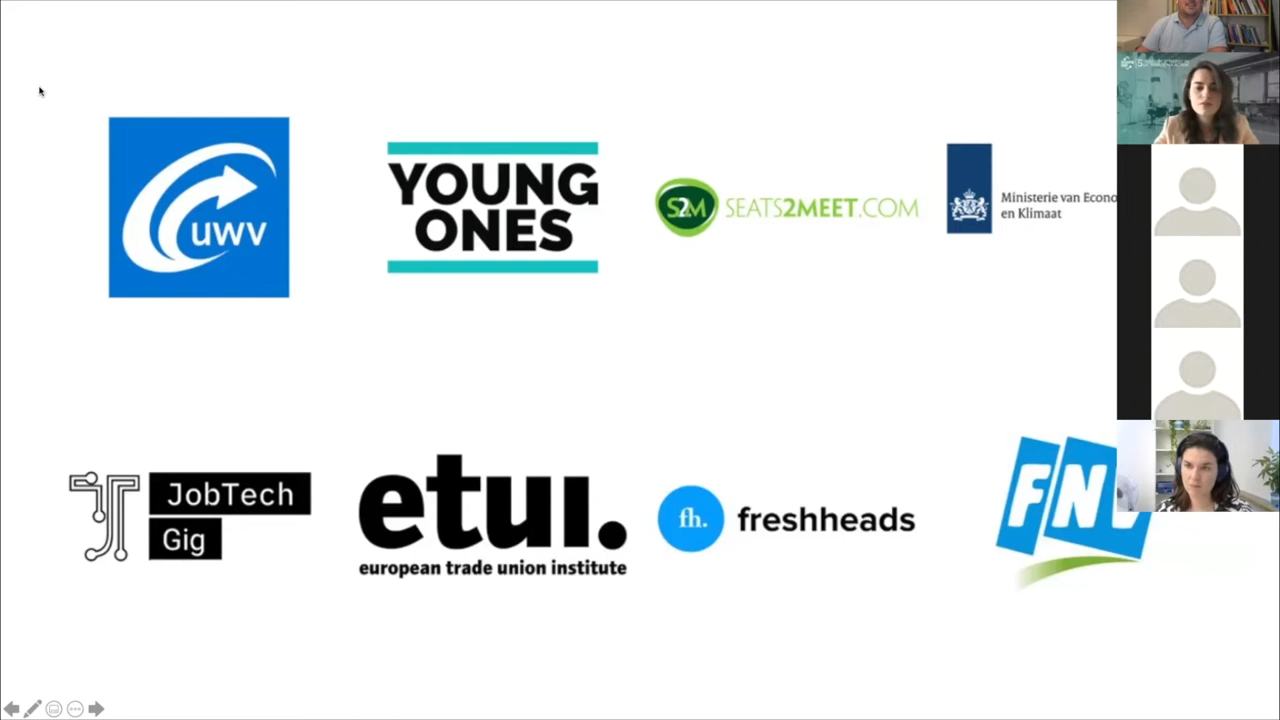 uwv
YOUNG
ONES
S2M SEATS2MEET.COM
Ministerie van Econo
en Klimaat
JobTech
Gig
etui.
european trade union institute
fh. freshheads
FNV